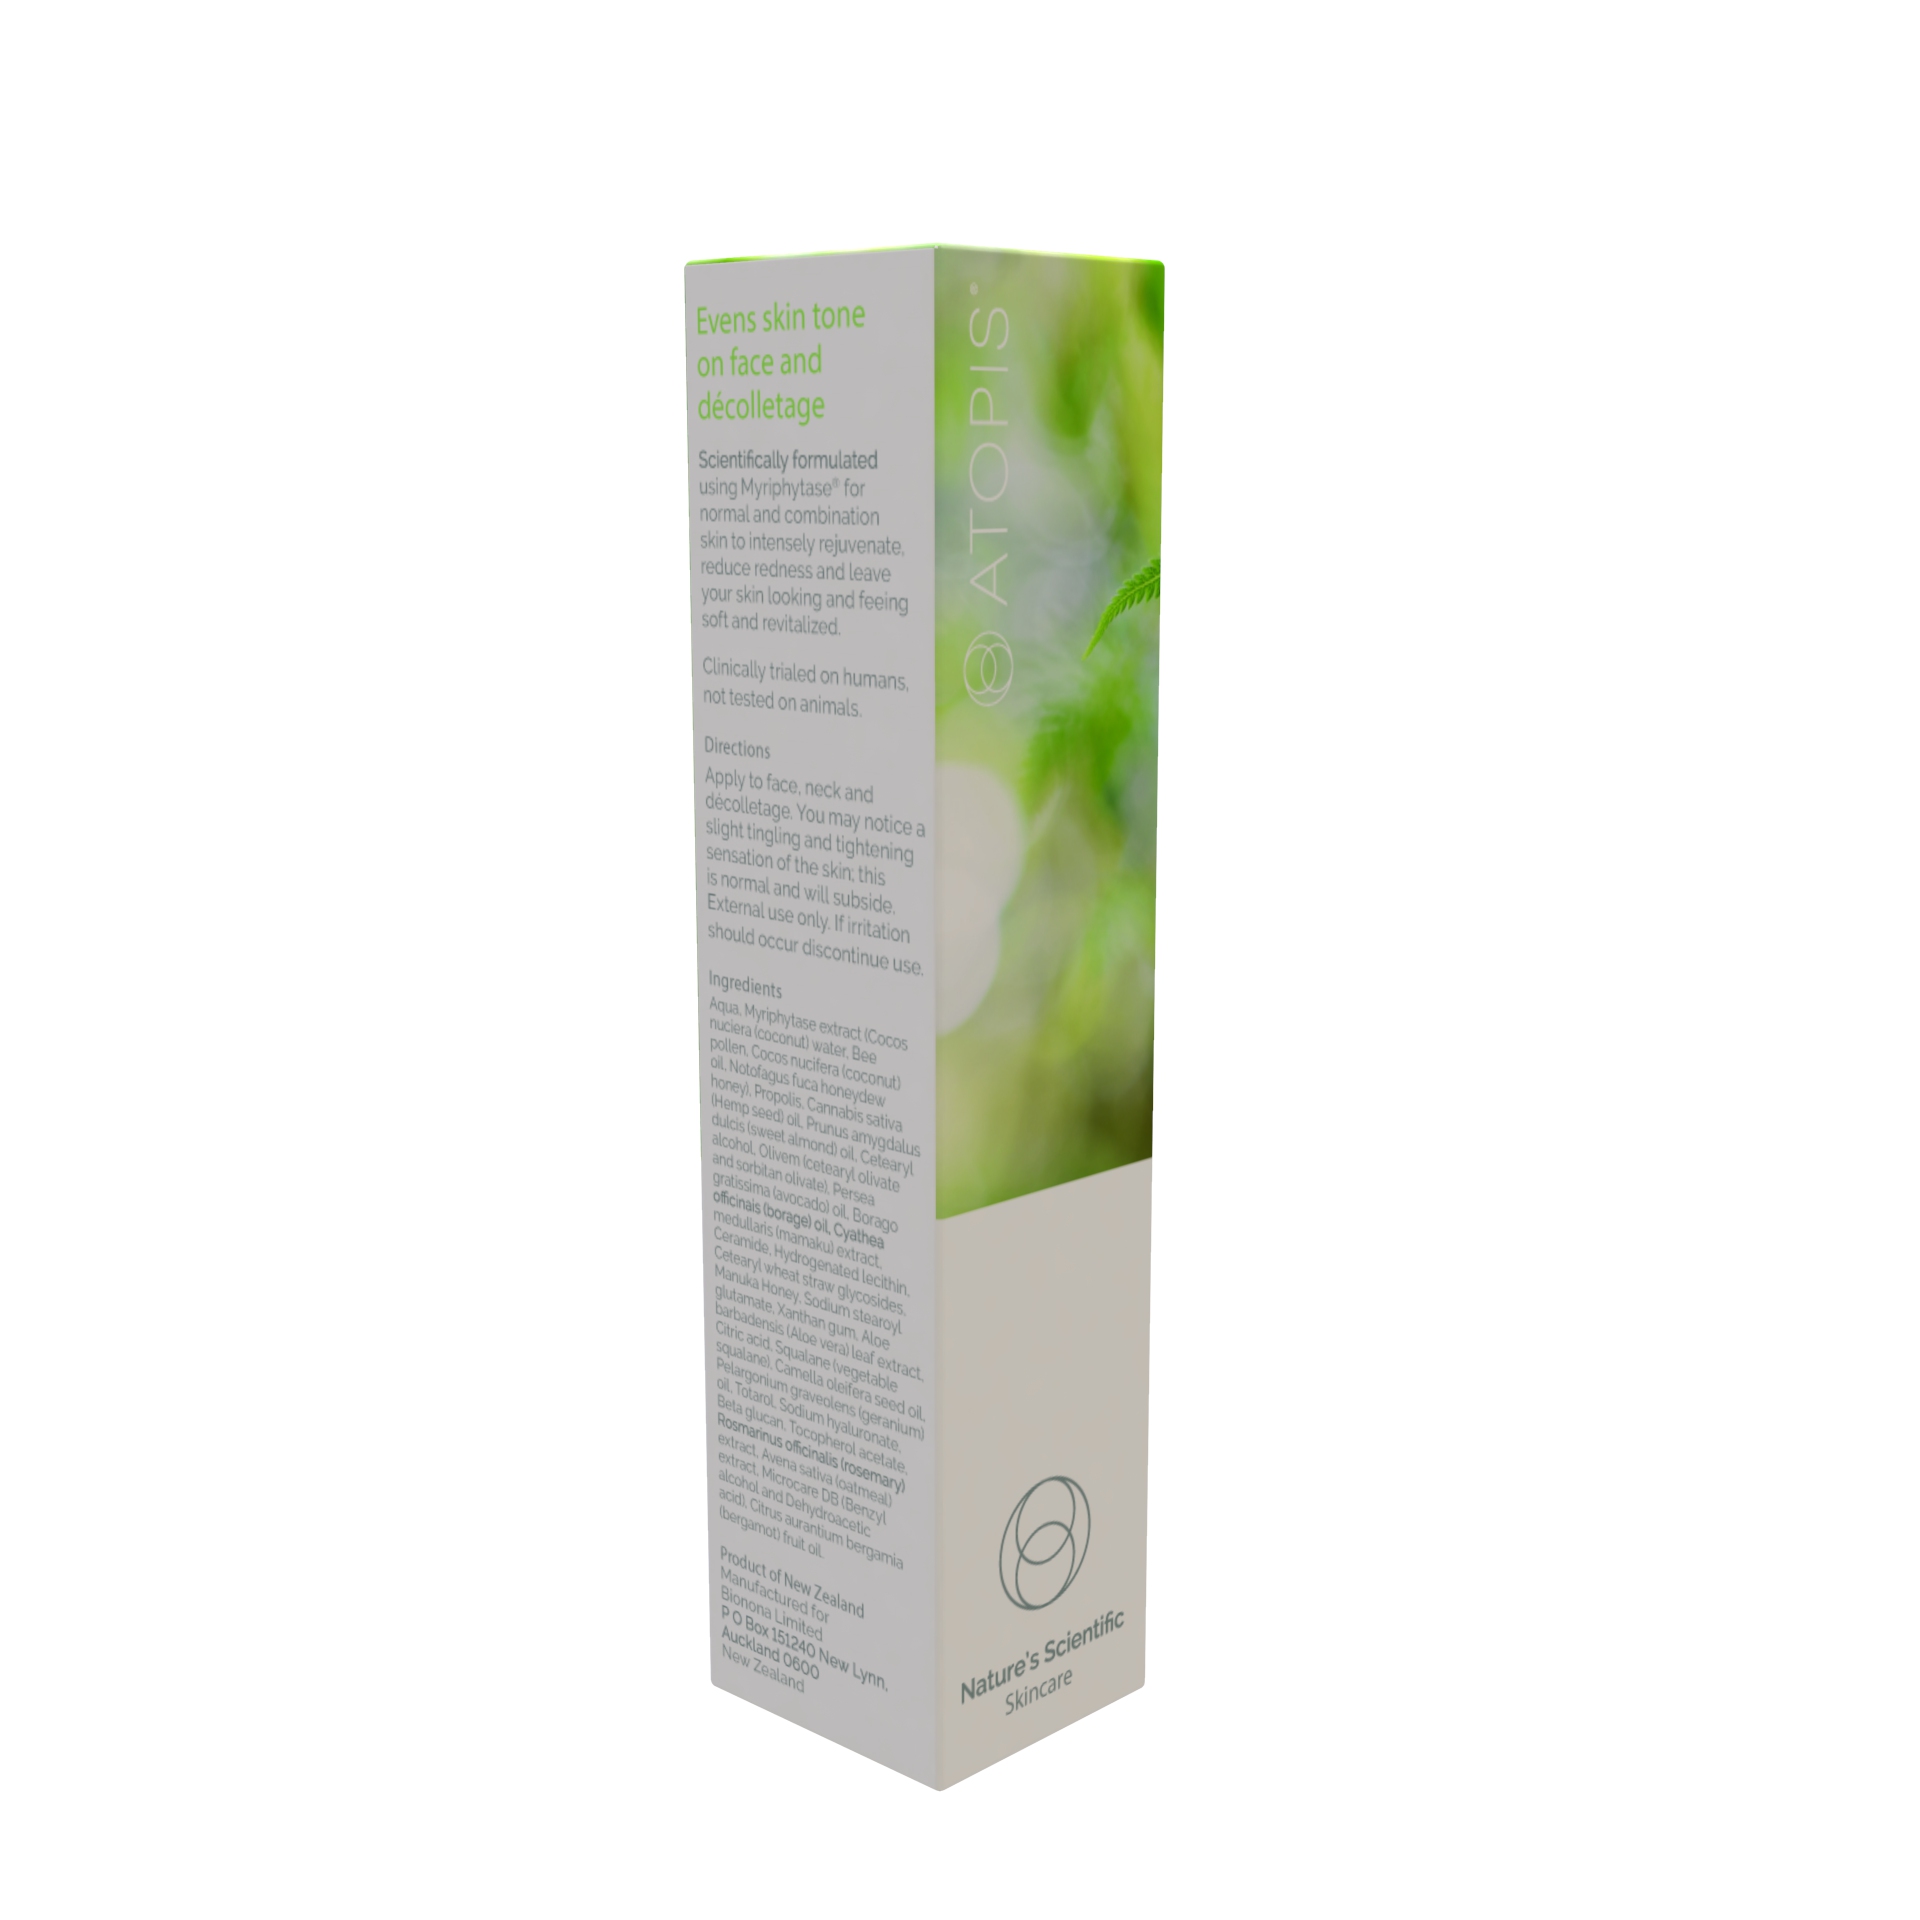 Evens skin tone
on face and
décolletage
Scientifically formulated
using Myriphytase® for
normal and combination
skin to intensely rejuvenate,
reduce redness and leave
your skin looking and feeing
soft and revitalized.
Clinically trialed on humans,
not tested on animals.
Directions
Apply to face, neck and
décolletage. You may notice a
slight tingling and tightening
sensation of the skin; this
is normal and will subside.
External use only. If irritation
should occur discontinue use.
Ingredients
Aqua, Myriphytase extract (Cocos
nuciera (coconut) water, Bee
pollen, Cocos nucifera (coconut)
oil, Notofagus fuca honeydew
honey), Propolis, Cannabis sativa
(Hemp seed) oil, Prunus amygdalus
dulcis (sweet almond) oil, Cetearyl
alcohol, Olivem (cetearyl olivate
and sorbitan olivate), Persea
gratissima (avocado) oil, Borago
officinais (borage) oil, Cyathea
medullaris (mamaku) extract,
Ceramide, Hydrogenated lecithin,
Cetearyl wheat straw glycosides,
Manuka Honey, Sodium stearoyl
glutamate, Xanthan gum, Aloe
barbadensis (Aloe vera) leaf extract,
Citric acid, Squalane (vegetable
squalane), Camella oleifera seed oil,
Pelargonium graveolens (geranium)
oil, Totarol, Sodium hyaluronate,
Beta glucan, Tocopherol acetate,
Rosmarinus officinalis (rosemary)
extract, Avena sativa (oatmeal)
extract, Microcare DB (Benzyl
alcohol and Dehydroacetic
acid), Citrus aurantium bergamia
(bergamot) fruit oil.
Product of New Zealand
Manufactured for
Bionona Limited
P O Box 151240 New Lynn,
Auckland 0600
New Zealand
ATOPIS®
Nature's Scientific
Skincare